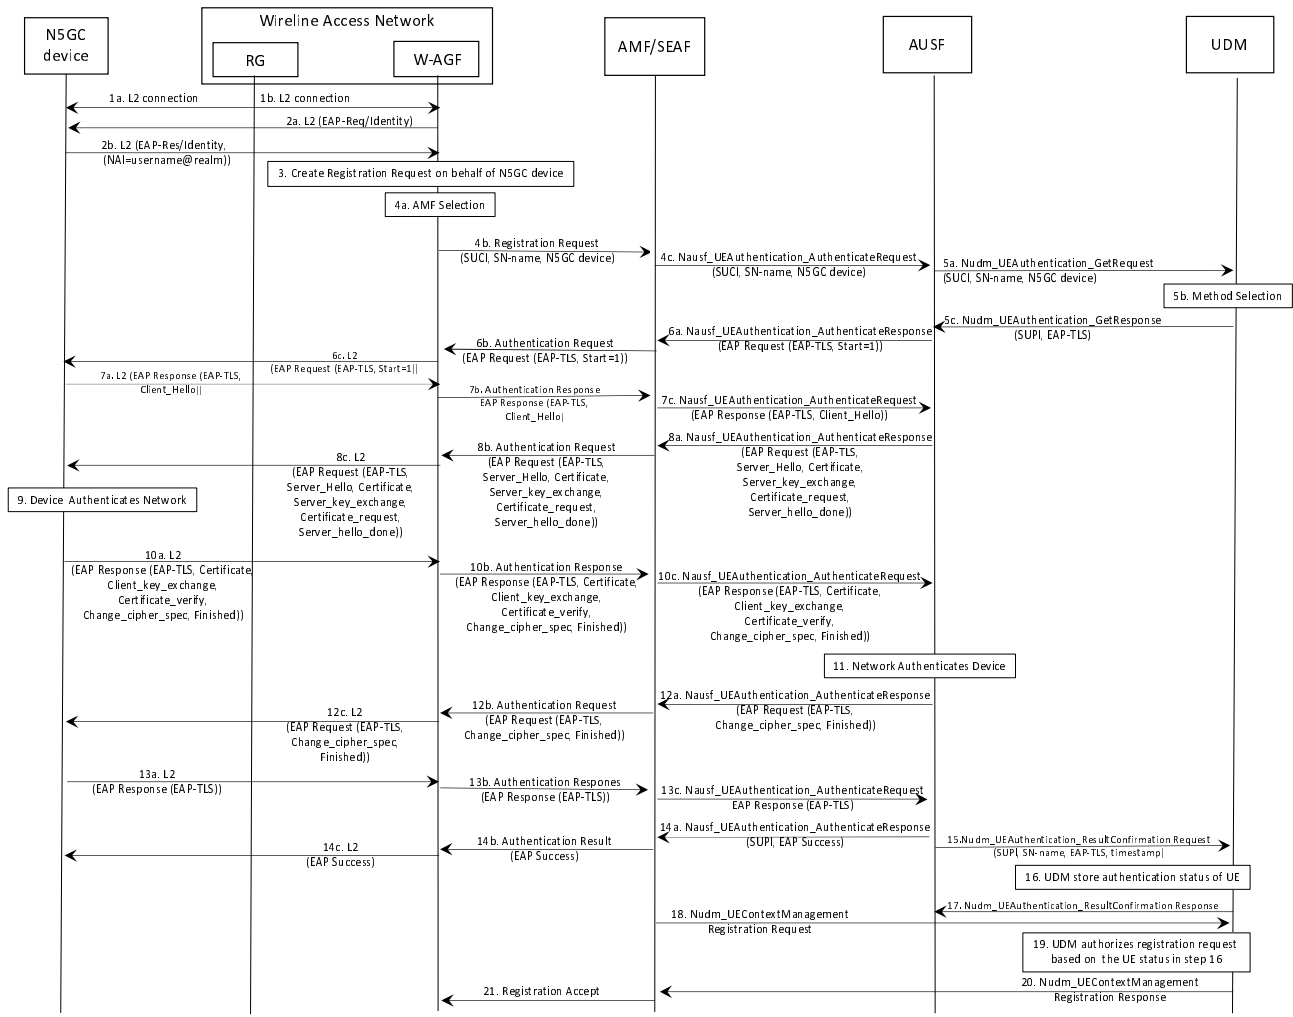 N5GC
device
Wireline Access Network
RG
W-AGF
AMF/SEAF
AUSF
UDM
1a. L2 connection
1b. L2 connection
2a. L2 (EAP-Req/Identity)
2b. L2 (EAP-Res/Identity,
(NAI=username@realm))
3. Create Registration Request on behalf of N5GC device
4a. AMF Selection
4b. Registration Request
(SUCI, SN-name, N5GC device)
4c. Nausf_UEAuthentication_AuthenticateRequest
(SUCI, SN-name, N5GC device)
5a. Nudm_UEAuthentication_GetRequest
(SUCI, SN-name, N5GC device)
5b. Method Selection
5c. Nudm_UEAuthentication_GetResponse
(SUPI, EAP-TLS)
6a. Nausf_UEAuthentication_AuthenticateResponse
(EAP Request (EAP-TLS, Start=1))
6b. Authentication Request
(EAP Request (EAP-TLS, Start=1))
6c. L2
(EAP Request (EAP-TLS, Start=1))
7a. L2 (EAP Response (EAP-TLS,
Client_Hello))
7b. Authentication Response
EAP Response (EAP-TLS,
Client_Hello)
7c. Nausf_UEAuthentication_AuthenticateRequest
(EAP Response (EAP-TLS, Client_Hello))
8a. Nausf_UEAuthentication_AuthenticateResponse
(EAP Request (EAP-TLS,
Server_Hello, Certificate,
Server_key_exchange,
Certificate_request,
Server_hello_done))
8b. Authentication Request
(EAP Request (EAP-TLS,
Server_Hello, Certificate,
Server_key_exchange,
Certificate_request,
Server_hello_done))
8c. L2
(EAP Request (EAP-TLS,
Server_Hello, Certificate,
Server_key_exchange,
Certificate_request,
Server_hello_done))
9. Device Authenticates Network
10a. L2
(EAP Response (EAP-TLS, Certificate,
Client_key_exchange,
Certificate_verify,
Change_cipher_spec, Finished))
10b. Authentication Response
(EAP Response (EAP-TLS, Certificate,
Client_key_exchange,
Certificate_verify,
Change_cipher_spec, Finished))
10c. Nausf_UEAuthentication_AuthenticateRequest
(EAP Response (EAP-TLS, Certificate,
Client_key_exchange,
Certificate_verify,
Change_cipher_spec, Finished))
11. Network Authenticates Device
12a. Nausf_UEAuthentication_AuthenticateResponse
(EAP Request (EAP-TLS,
Change_cipher_spec, Finished))
12b. Authentication Request
(EAP Request (EAP-TLS,
Change_cipher_spec, Finished))
12c. L2
(EAP Request (EAP-TLS,
Change_cipher_spec,
Finished))
13a. L2
(EAP Response (EAP-TLS))
13b. Authentication Respones
(EAP Response (EAP-TLS))
13c. Nausf_UEAuthentication_AuthenticateRequest
EAP Response (EAP-TLS)
14a. Nausf_UEAuthentication_AuthenticateResponse
(SUPI, EAP Success)
14b. Authentication Result
(EAP Success)
14c. L2
(EAP Success)
15.Nudm_UEAuthentication_ResultConfirmation Request
(SUPI, SN-name, EAP-TLS, timestamp)
16. UDM store authentication status of UE
17. Nudm_UEAuthentication_ResultConfirmation Response
18. Nudm_UEContextManagement
Registration Request
19. UDM authorizes registration request
based on the UE status in step 16
20. Nudm_UEContextManagement
Registration Response
21. Registration Accept